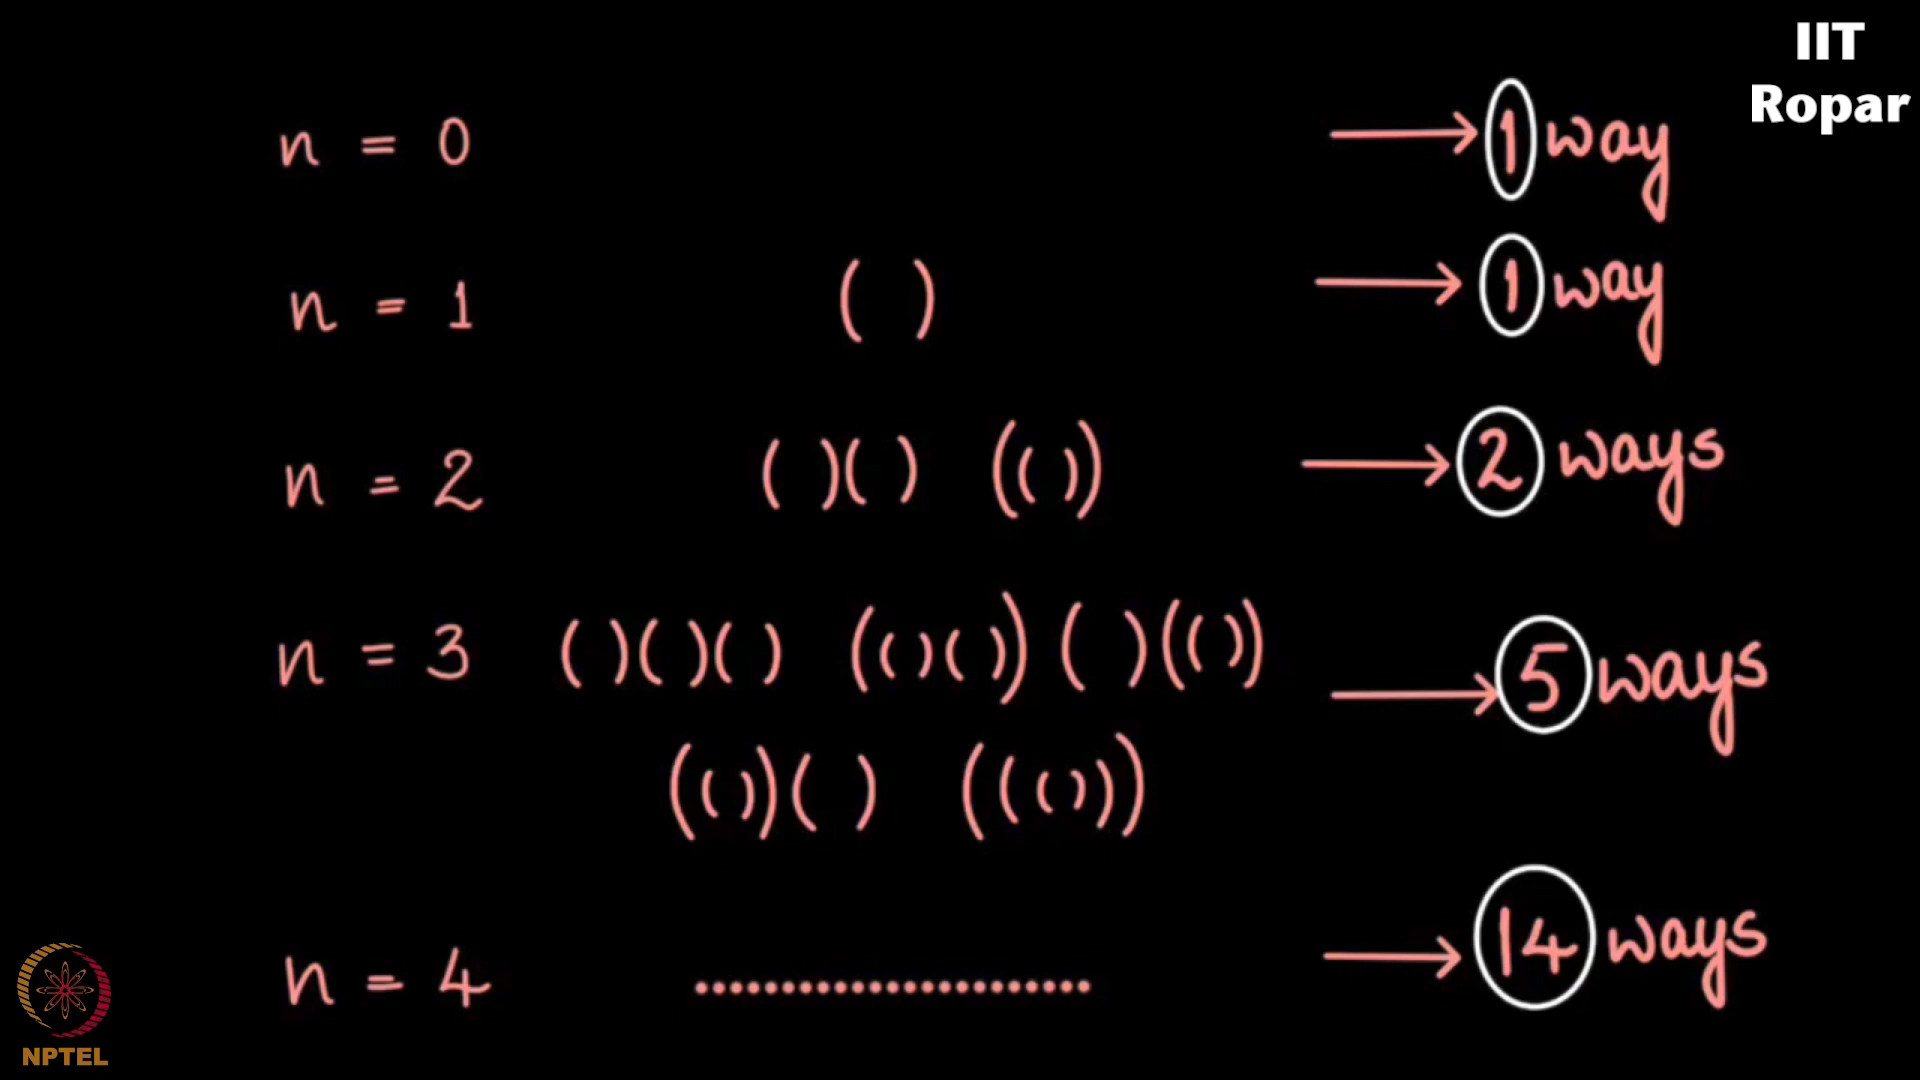 IIT
Ropar
n = 0 → 1 way
n = 1 ( ) → 1 way
n = 2 ( )( ) (( )) → 2 ways
n = 3 ( )( )( ) (( )( )) ( )(( )) → 5 ways
(( ))( ) ((( )))
n = 4 ...................... → 14 ways
NPTEL